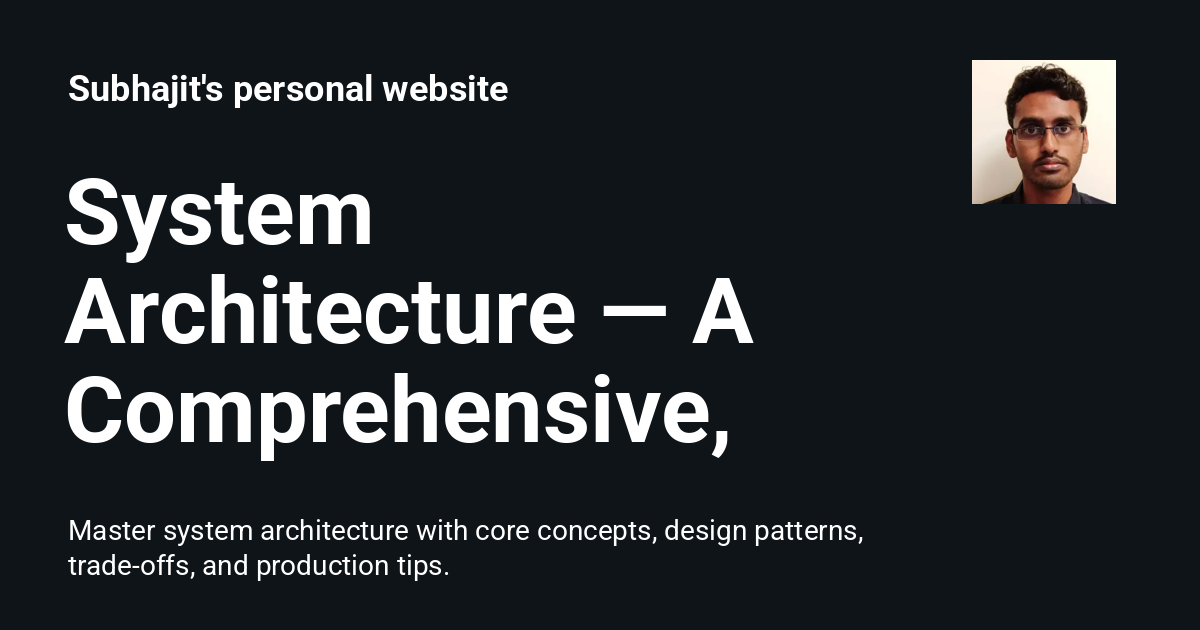 Subhajit's personal website
System
Architecture — A
Comprehensive,
Master system architecture with core concepts, design patterns,
trade-offs, and production tips.